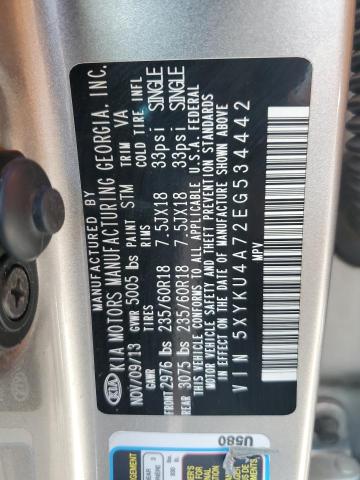 KIA
MANUFACTURED BY
KIA MOTORS MANUFACTURING GEORGIA, INC.
NOV/09/13 GVWR 5005 lbs PAINT STM TRIM VA
GAWR TIRES RIMS COLD TIRE INFL
FRONT 2976 lbs 235/60R18 7.5JX18 33psi SINGLE
REAR 3075 lbs 235/60R18 7.5JX18 33psi SINGLE
THIS VEHICLE CONFORMS TO ALL APPLICABLE U.S.A. FEDERAL
MOTOR VEHICLE SAFETY AND THEFT PREVENTION STANDARDS
IN EFFECT ON THE DATE OF MANUFACTURE SHOWN ABOVE.
VIN 5XYKU4A72EG534442
MPV
U580